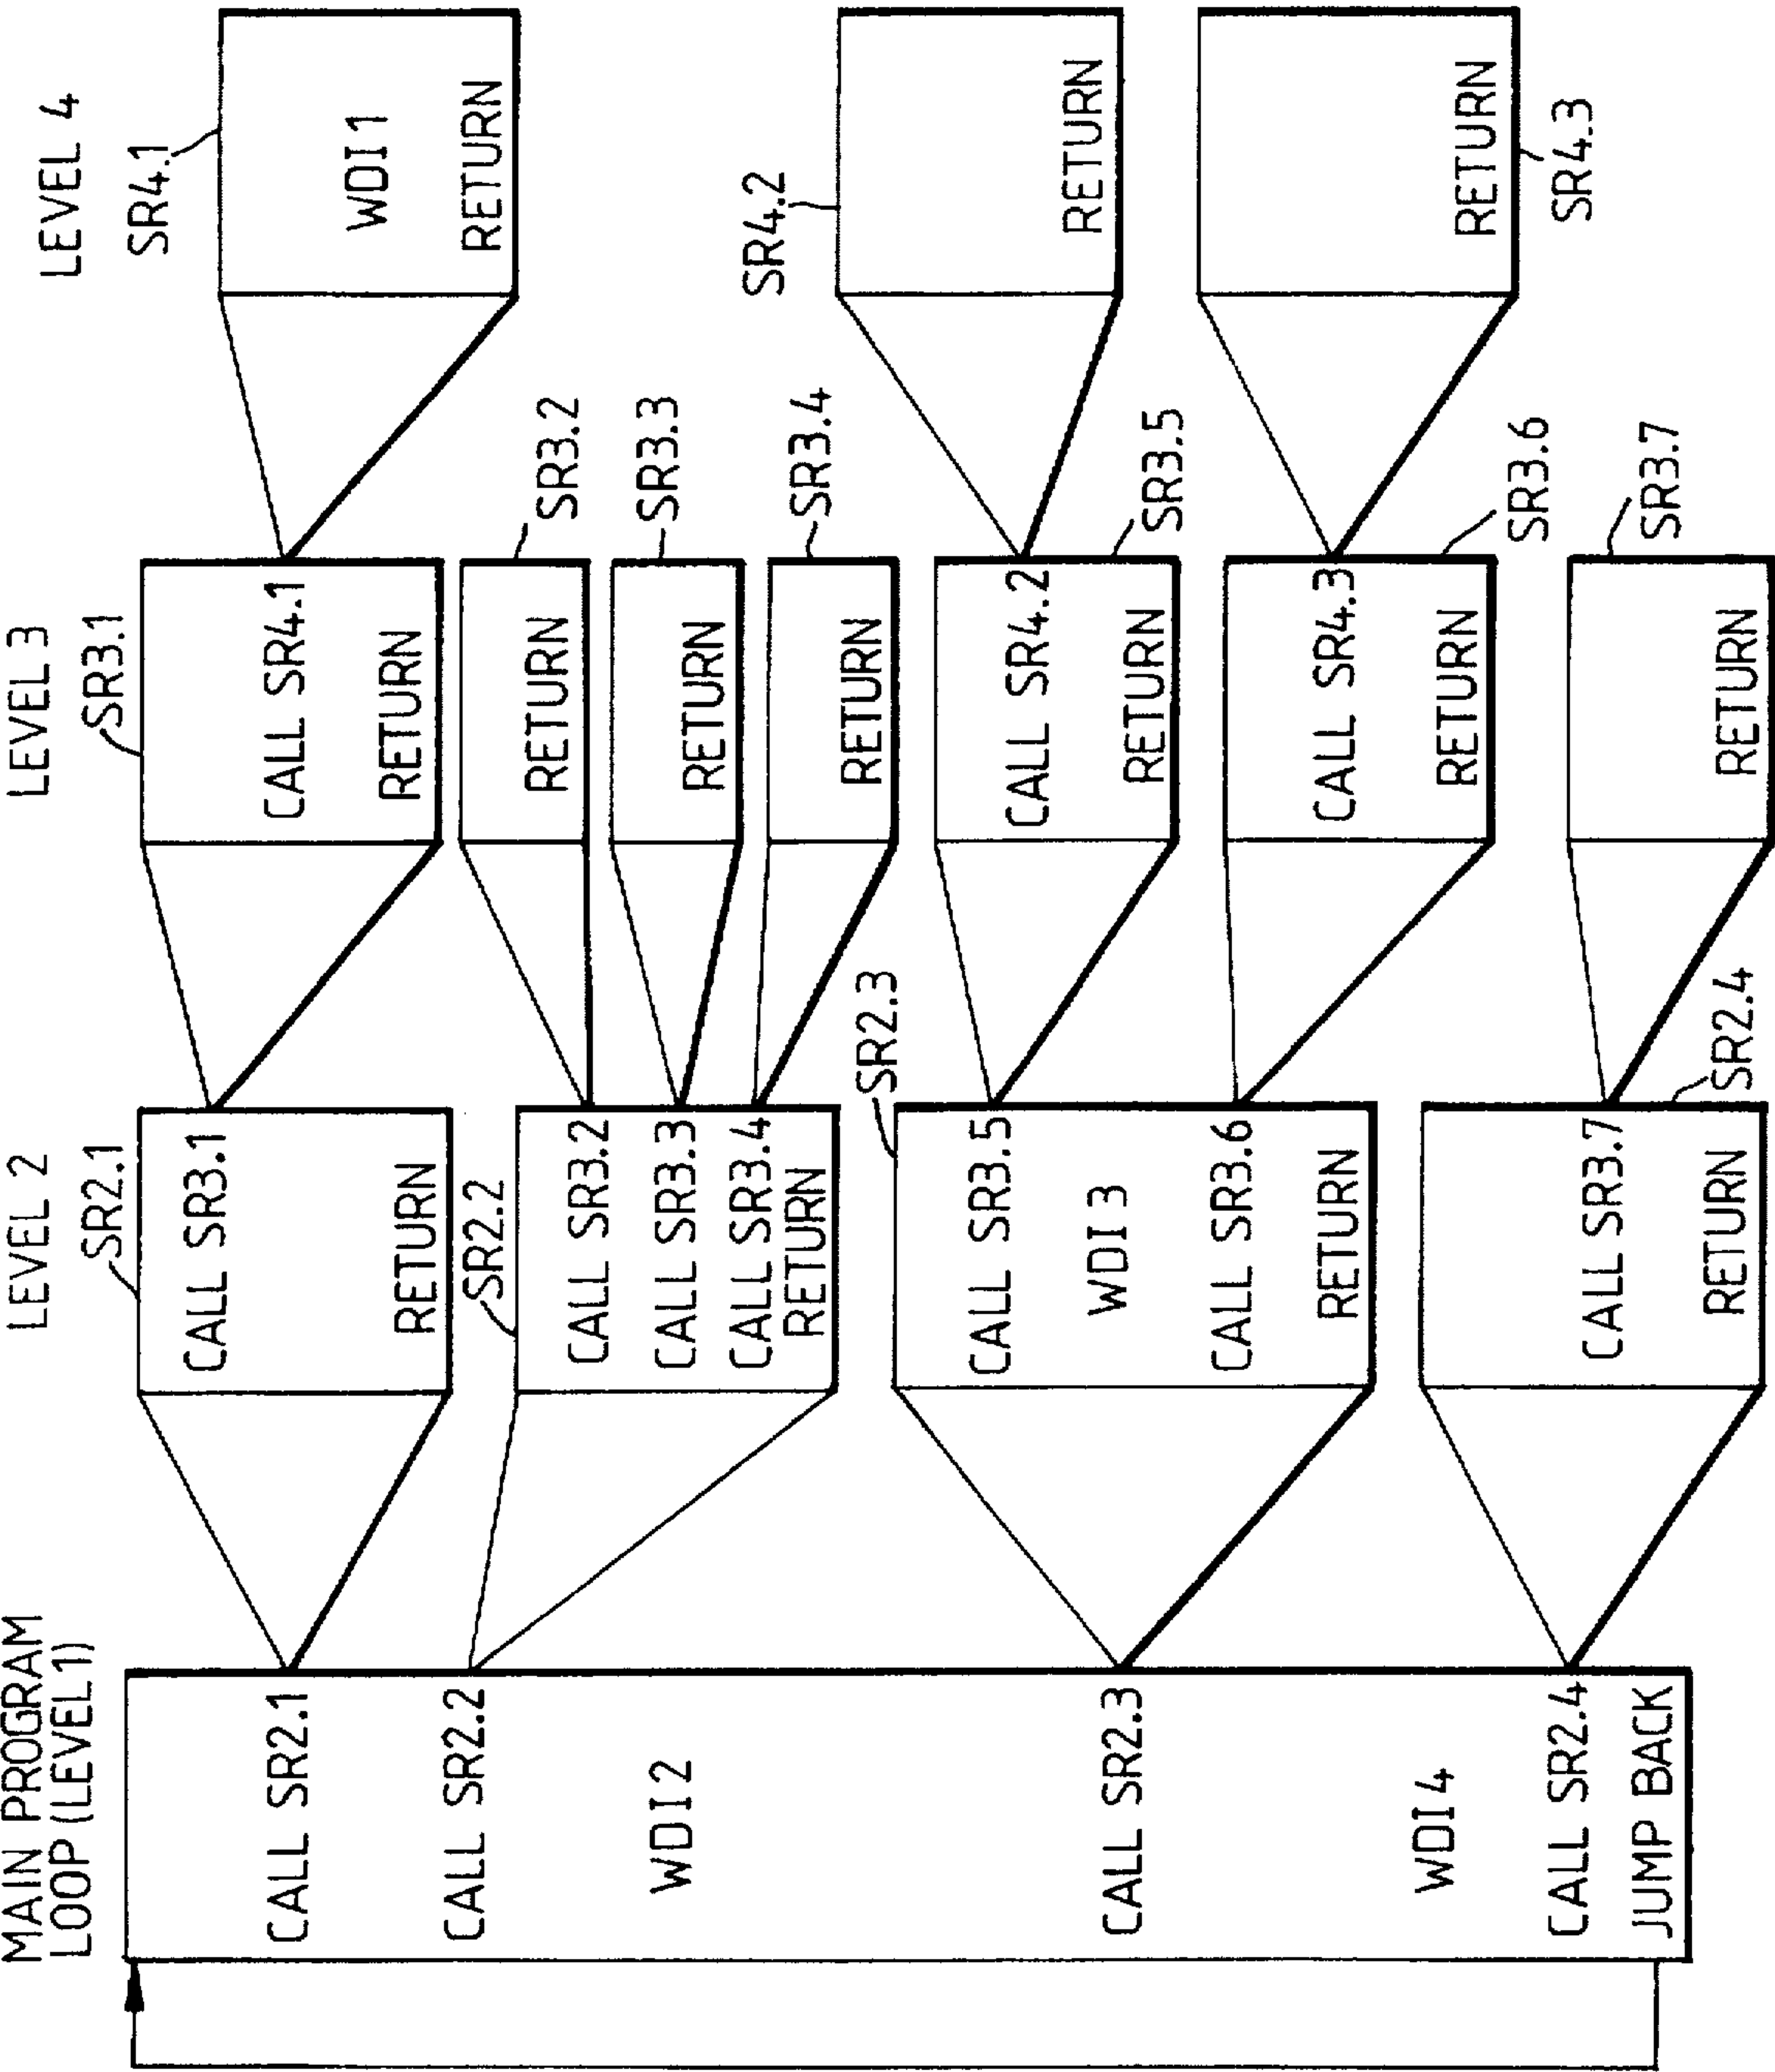 MAIN PROGRAM
LOOP (LEVEL 1)
CALL SR2.1
CALL SR2.2
WDI 2
CALL SR2.3
WDI 4
CALL SR2.4
JUMP BACK
LEVEL 2
SR2.1
CALL SR3.1
RETURN
SR2.2
CALL SR3.2
CALL SR3.3
CALL SR3.4
RETURN
SR2.3
CALL SR3.5
WDI 3
CALL SR3.6
RETURN
CALL SR3.7
RETURN
SR2.4
LEVEL 3
SR3.1
CALL SR4.1
RETURN
RETURN
SR3.2
RETURN
SR3.3
RETURN
SR3.4
CALL SR4.2
RETURN
SR3.5
CALL SR4.3
RETURN
SR3.6
RETURN
SR3.7
LEVEL 4
SR4.1
WDI 1
RETURN
SR4.2
RETURN
RETURN
SR4.3